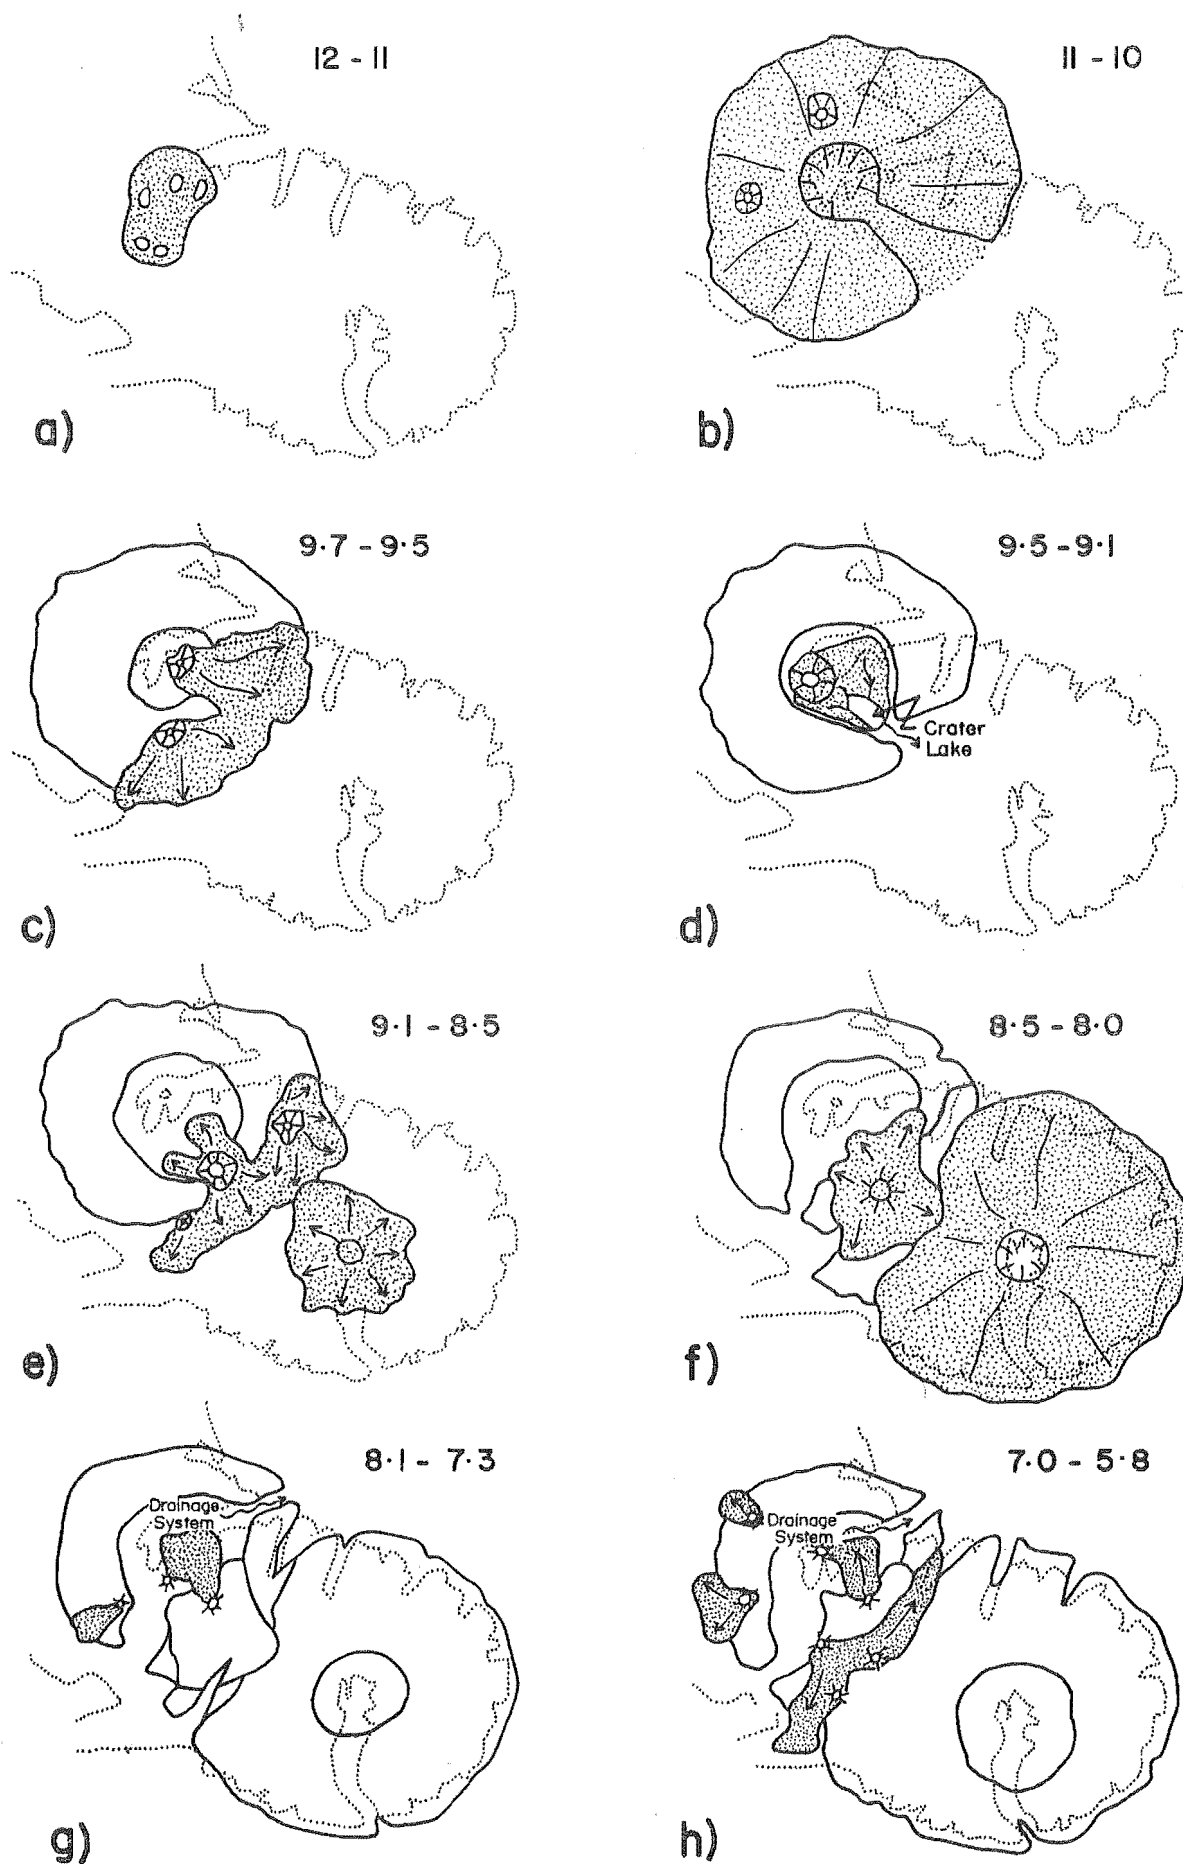 12 - 11
a)
11 - 10
b)
9·7 - 9·5
c)
9·5 - 9·1
Crater
Lake
d)
9·1 - 8·5
e)
8·5 - 8·0
f)
8·1 - 7·3
Drainage
System
g)
7·0 - 5·8
Drainage
System
h)